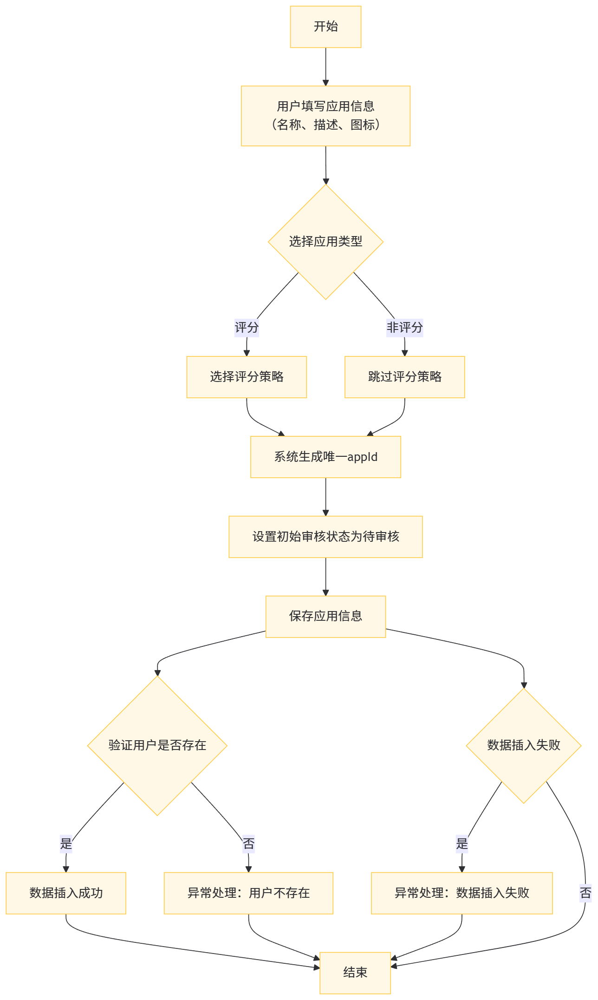 开始
用户填写应用信息
（名称、描述、图标）
选择应用类型
评分
非评分
选择评分策略
跳过评分策略
系统生成唯一appId
设置初始审核状态为待审核
保存应用信息
验证用户是否存在
数据插入失败
是
否
是
数据插入成功
异常处理：用户不存在
异常处理：数据插入失败
否
结束